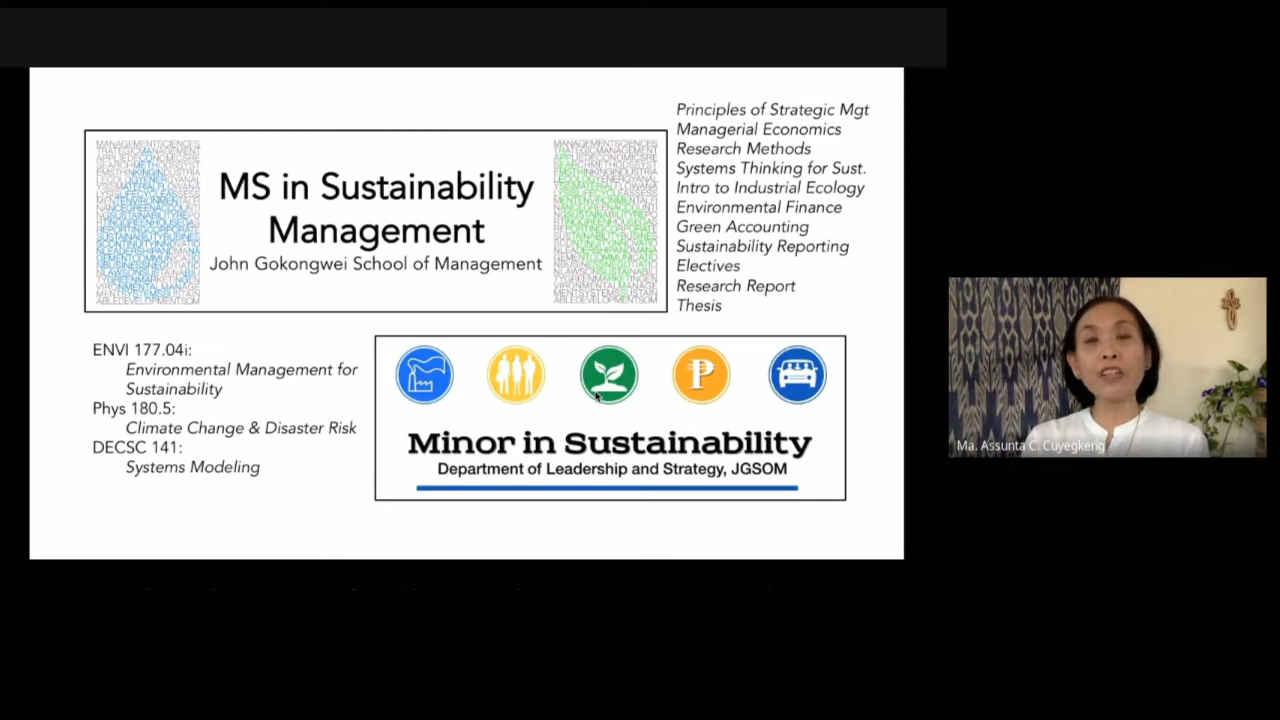 MS in Sustainability
Management
John Gokongwei School of Management
Principles of Strategic Mgt
Managerial Economics
Research Methods
Systems Thinking for Sust.
Intro to Industrial Ecology
Environmental Finance
Green Accounting
Sustainability Reporting
Electives
Research Report
Thesis
ENVI 177.04i:
Environmental Management for
Sustainability
Phys 180.5:
Climate Change & Disaster Risk
DECSC 141:
Systems Modeling
Minor in Sustainability
Department of Leadership and Strategy, JGSOM
Ma. Assunta C. Cuyegkeng